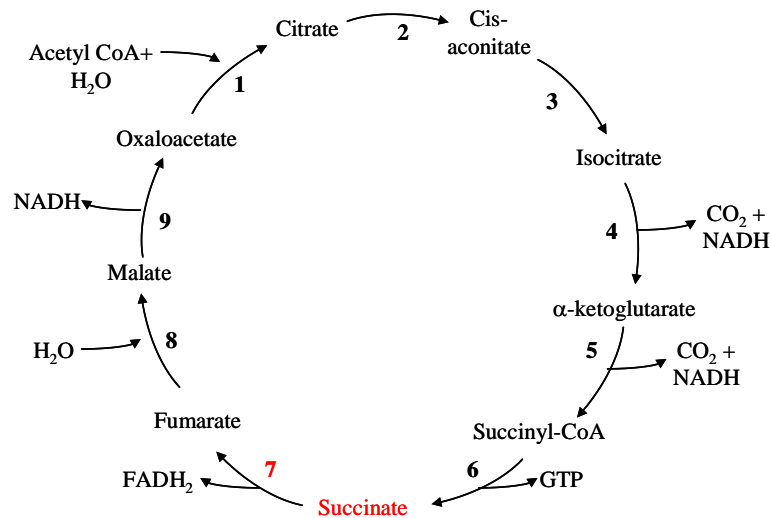 Citrate
2
Cis-
aconitate
Acetyl CoA+
H₂O
1
3
Oxaloacetate
Isocitrate
NADH
9
4
CO₂ +
NADH
Malate
α-ketoglutarate
H₂O
8
5
CO₂ +
NADH
Fumarate
Succinyl-CoA
7
6
FADH₂
GTP
Succinate